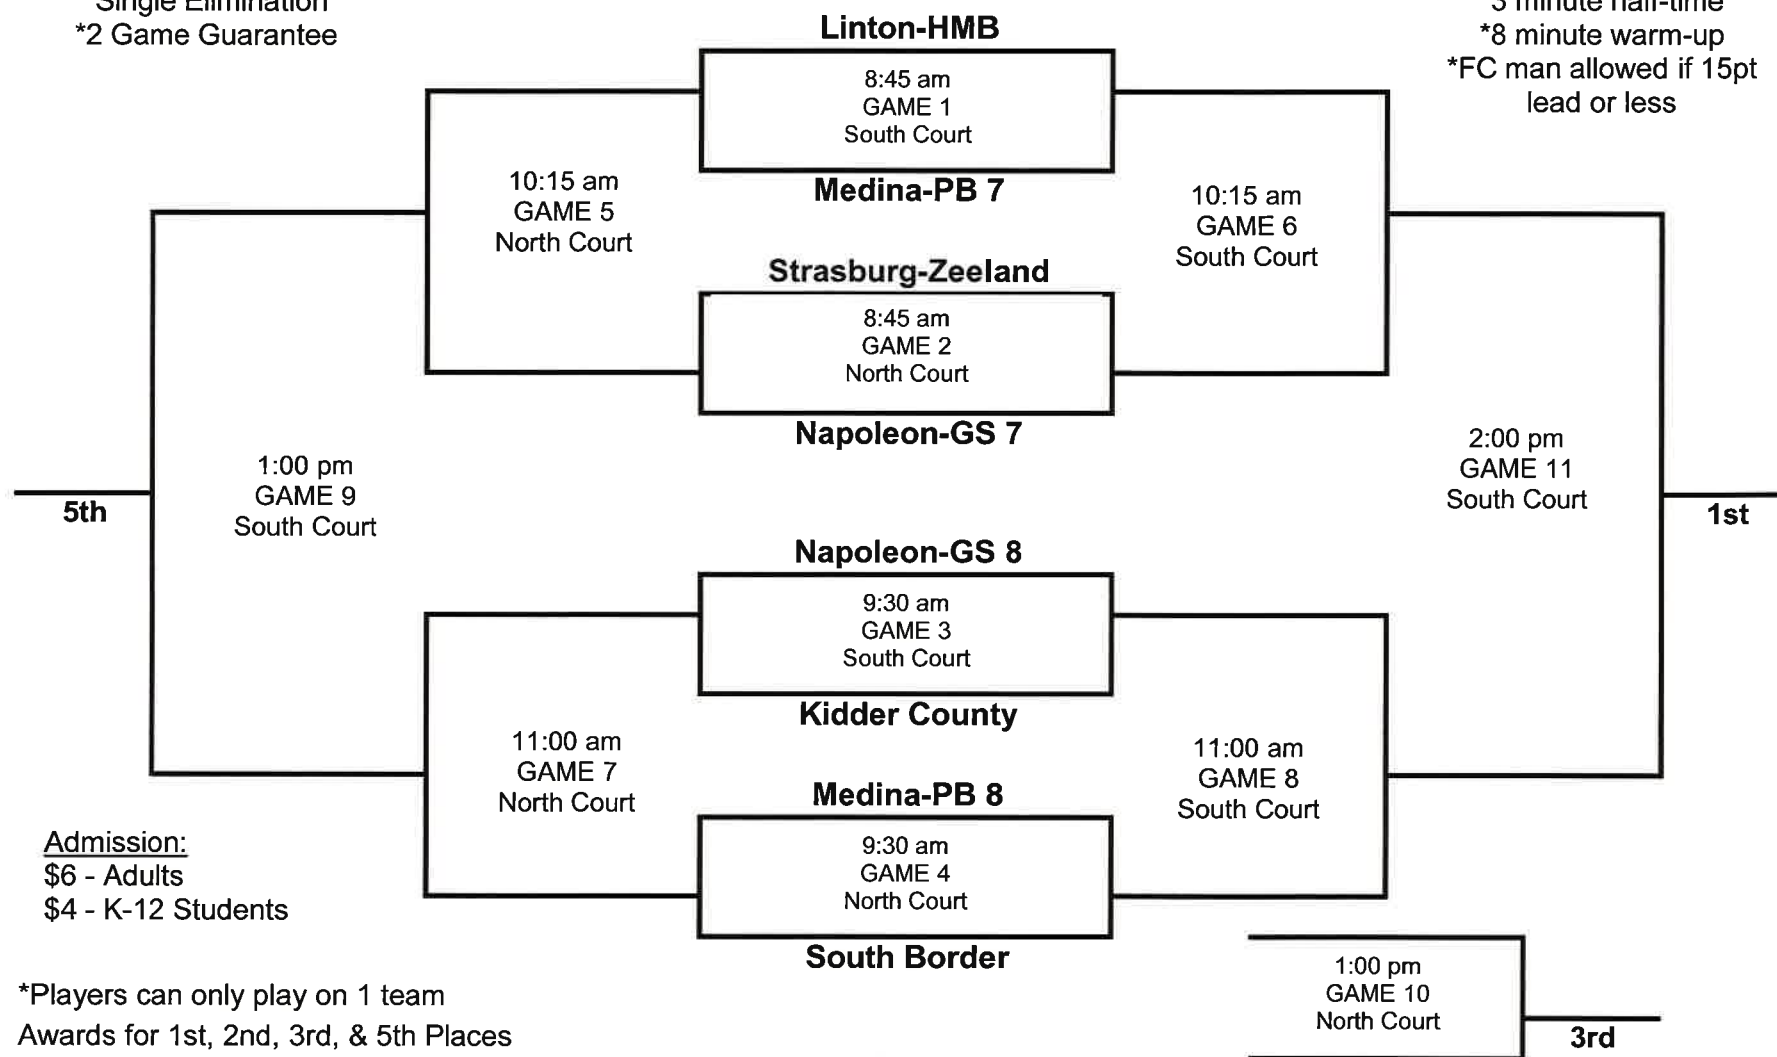 Single Elimination
*2 Game Guarantee
3 minute half-time
*8 minute warm-up
*FC man allowed if 15pt
lead or less
Linton-HMB
8:45 am
GAME 1
South Court
Medina-PB 7
10:15 am
GAME 5
North Court
10:15 am
GAME 6
South Court
Strasburg-Zeeland
8:45 am
GAME 2
North Court
Napoleon-GS 7
1:00 pm
GAME 9
South Court
5th
2:00 pm
GAME 11
South Court
1st
Napoleon-GS 8
9:30 am
GAME 3
South Court
Kidder County
11:00 am
GAME 7
North Court
11:00 am
GAME 8
South Court
Medina-PB 8
9:30 am
GAME 4
North Court
South Border
Admission:
$6 - Adults
$4 - K-12 Students
1:00 pm
GAME 10
North Court
3rd
*Players can only play on 1 team
Awards for 1st, 2nd, 3rd, & 5th Places